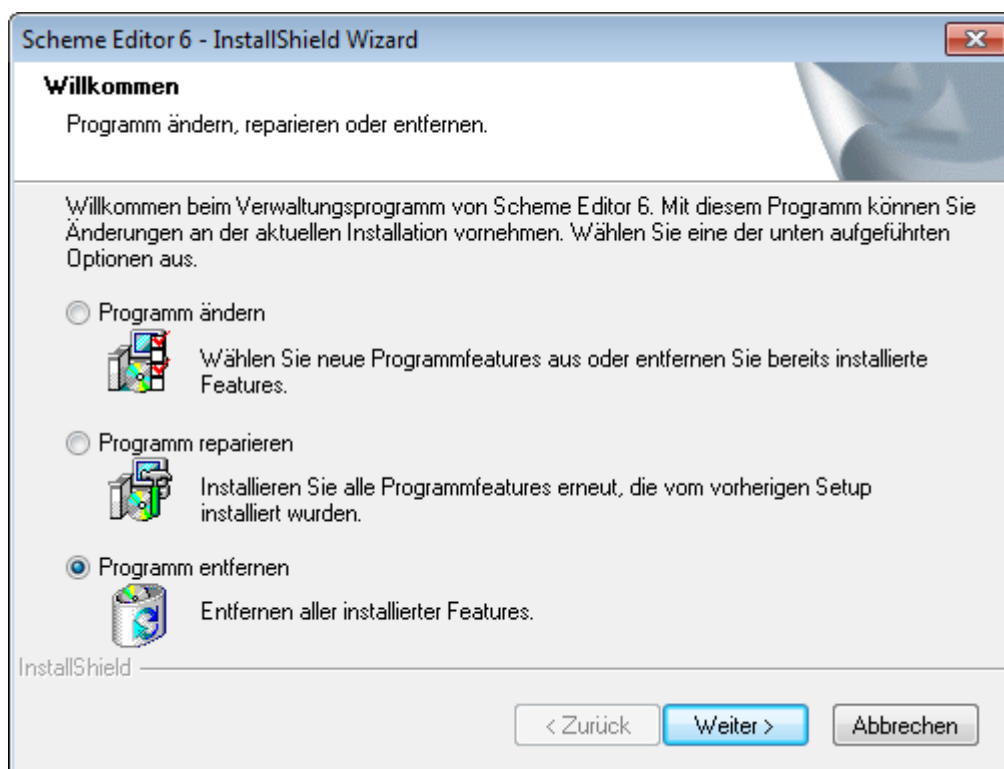 Scheme Editor 6 - InstallShield Wizard
Willkommen
Programm ändern, reparieren oder entfernen.
Willkommen beim Verwaltungsprogramm von Scheme Editor 6. Mit diesem Programm können Sie
Änderungen an der aktuellen Installation vornehmen. Wählen Sie eine der unten aufgeführten
Optionen aus.
Programm ändern
Wählen Sie neue Programmfeatures aus oder entfernen Sie bereits installierte
Features.
Programm reparieren
Installieren Sie alle Programmfeatures erneut, die vom vorherigen Setup
installiert wurden.
Programm entfernen
Entfernen aller installierter Features.
InstallShield
< Zurück
Weiter >
Abbrechen